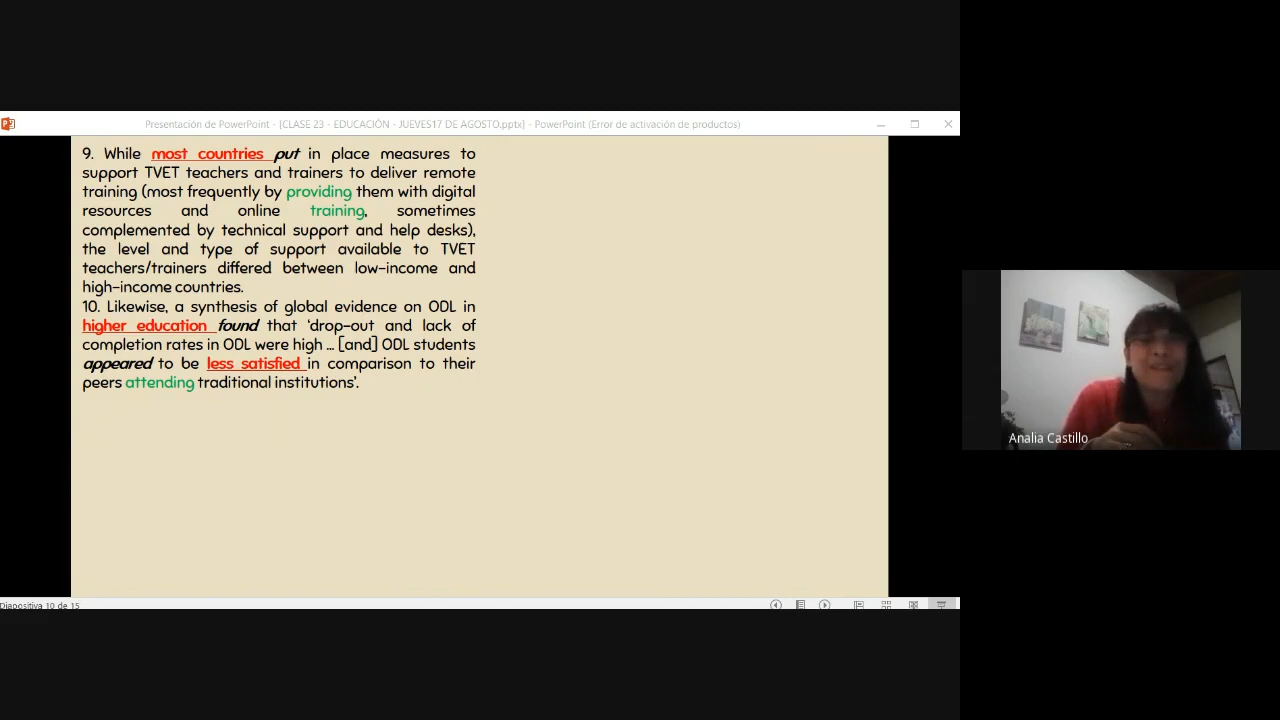 Presentación de PowerPoint - [CLASE 23 - EDUCACIÓN - JUEVES17 DE AGOSTO.pptx] - PowerPoint (Error de activación de productos)
9. While most countries put in place measures to
support TVET teachers and trainers to deliver remote
training (most frequently by providing them with digital
resources and online training, sometimes
complemented by technical support and help desks),
the level and type of support available to TVET
teachers/trainers differed between low-income and
high-income countries.
10. Likewise, a synthesis of global evidence on ODL in
higher education found that ‘drop-out and lack of
completion rates in ODL were high ... [and] ODL students
appeared to be less satisfied in comparison to their
peers attending traditional institutions’.
Diapositiva 10 de 15
Analia Castillo